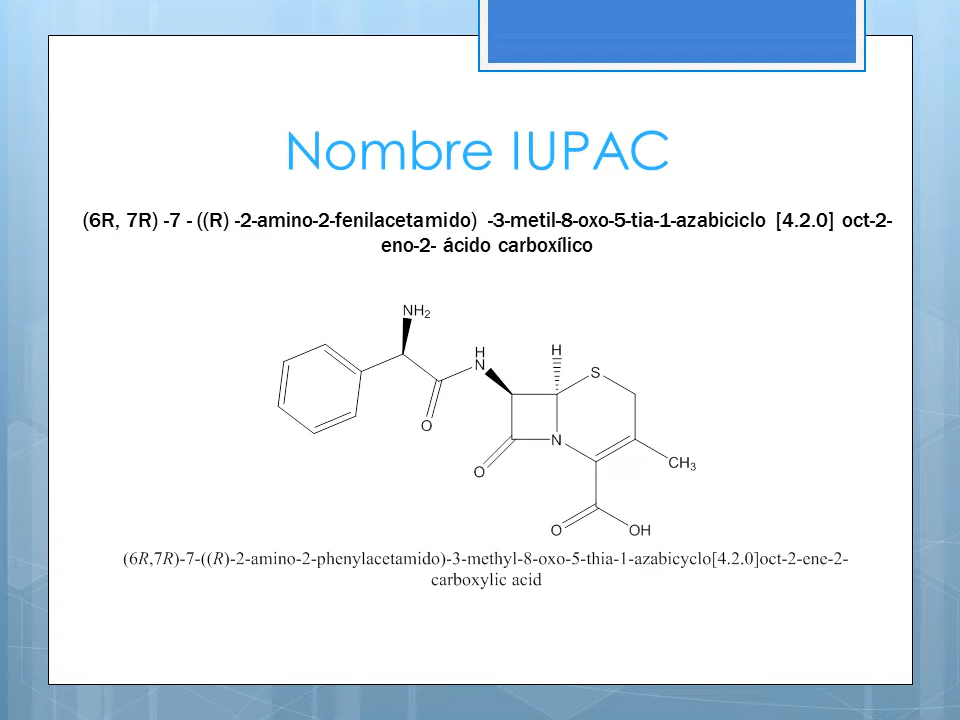 Nombre IUPAC
(6R, 7R) -7 - ((R) -2-amino-2-fenilacetamido) -3-metil-8-oxo-5-tia-1-azabiciclo [4.2.0] oct-2-
eno-2- ácido carboxílico
NH2
H
N
H
S
O
N
O
CH3
O
OH
(6R,7R)-7-((R)-2-amino-2-phenylacetamido)-3-methyl-8-oxo-5-thia-1-azabicyclo[4.2.0]oct-2-ene-2-
carboxylic acid